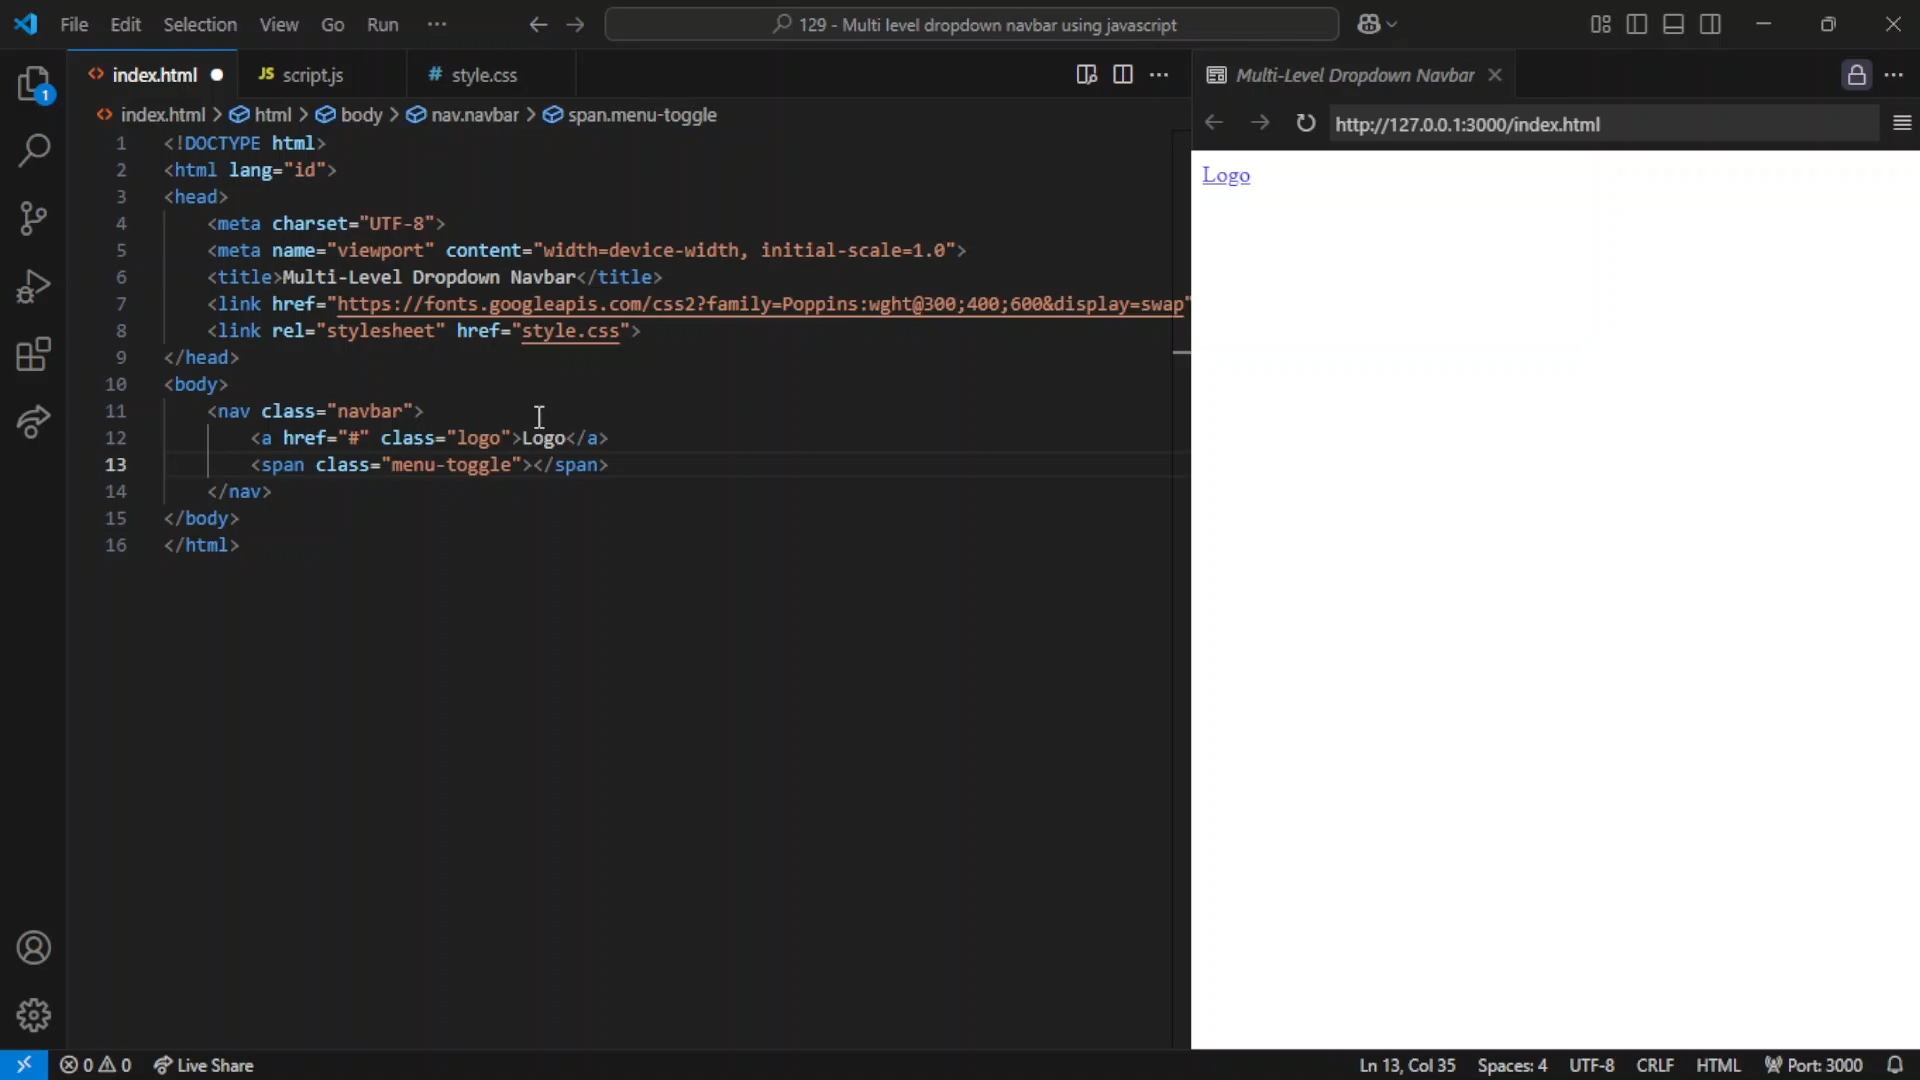 File Edit Selection View Go Run ··· 129 - Multi level dropdown navbar using javascript
index.html script.js style.css
JS
#
Multi-Level Dropdown Navbar
1
index.html > html > body > nav.navbar > span.menu-toggle
http://127.0.0.1:3000/index.html
1 <!DOCTYPE html>
2 <html lang="id">
3 <head>
4 <meta charset="UTF-8">
5 <meta name="viewport" content="width=device-width, initial-scale=1.0">
6 <title>Multi-Level Dropdown Navbar</title>
7 <link href="https://fonts.googleapis.com/css2?family=Poppins:wght@300;400;600&display=swap"
8 <link rel="stylesheet" href="style.css">
9 </head>
10 <body>
11 <nav class="navbar">
12 <a href="#" class="logo">Logo</a>
13 <span class="menu-toggle"></span>
14 </nav>
15 </body>
16 </html>
Logo
0 0 Live Share Ln 13, Col 35 Spaces: 4 UTF-8 CRLF HTML Port: 3000